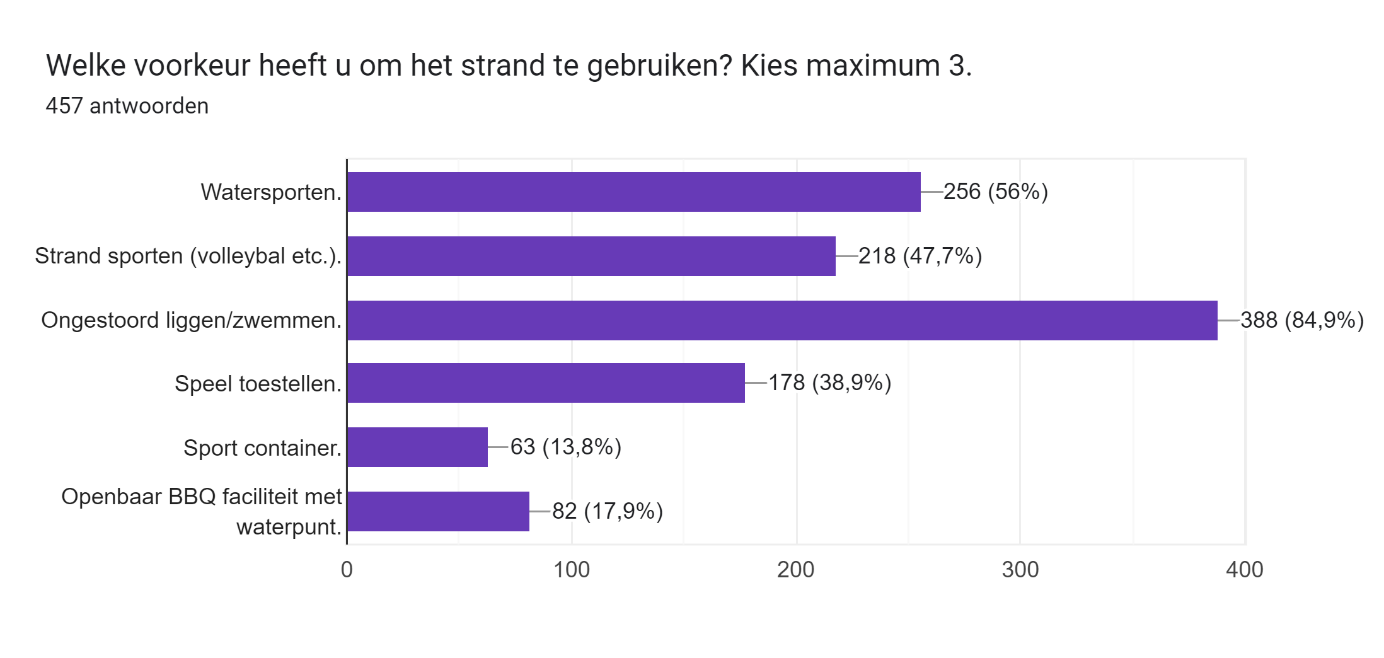 Welke voorkeur heeft u om het strand te gebruiken? Kies maximum 3.
457 antwoorden
Watersporten.
256 (56%)
Strand sporten (volleybal etc.).
218 (47,7%)
Ongestoord liggen/zwemmen.
388 (84,9%)
Speel toestellen.
178 (38,9%)
Sport container.
63 (13,8%)
Openbaar BBQ faciliteit met
waterpunt.
82 (17,9%)
0 100 200 300 400